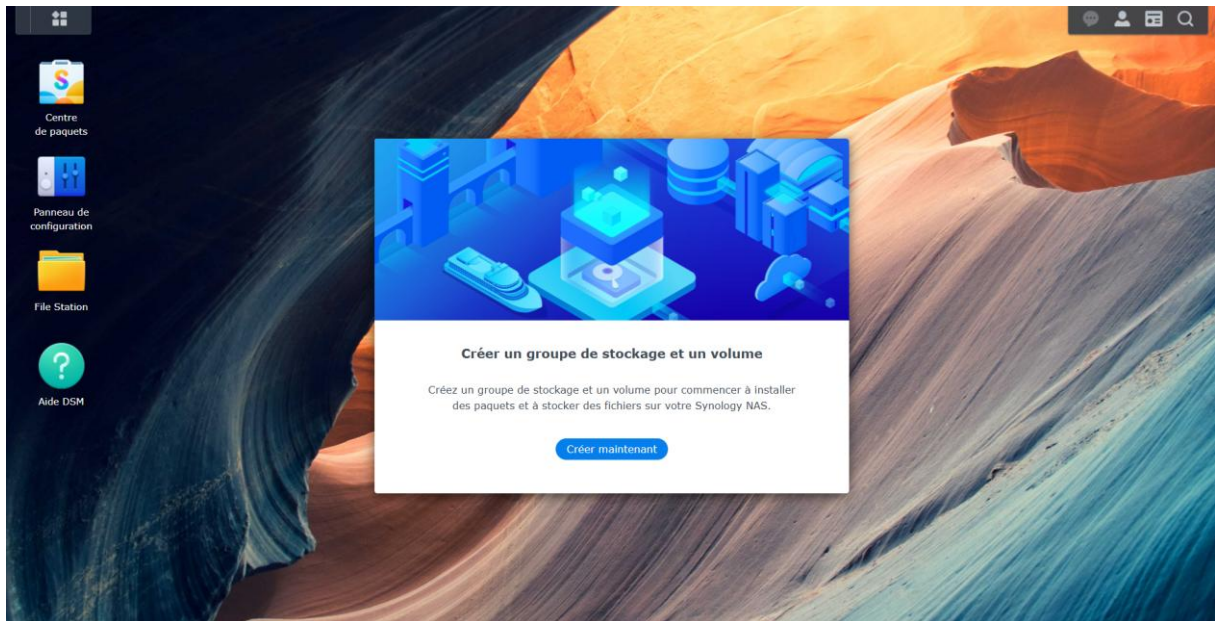 Centre
de paquets
Panneau de
configuration
File Station
Aide DSM
Créer un groupe de stockage et un volume
Créez un groupe de stockage et un volume pour commencer à installer
des paquets et à stocker des fichiers sur votre Synology NAS.
Créer maintenant